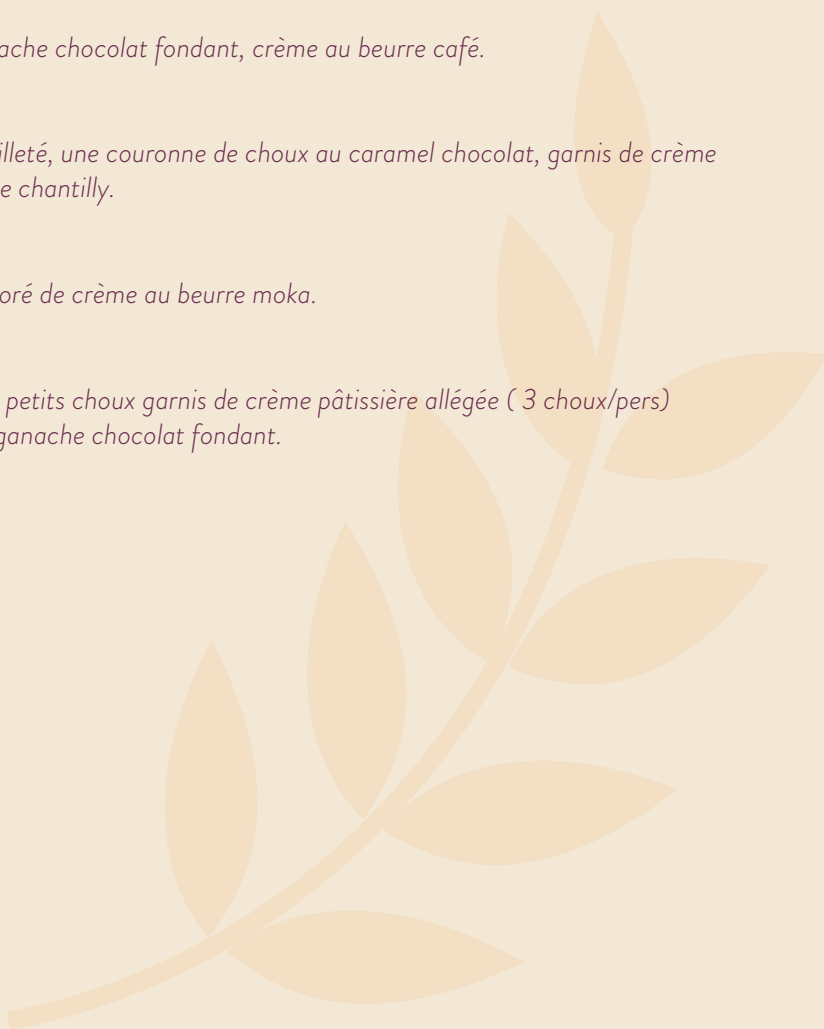 ache chocolat fondant, crème au beurre café.
illeté, une couronne de choux au caramel chocolat, garnis de crème
e chantilly.
oré de crème au beurre moka.
petits choux garnis de crème pâtissière allégée ( 3 choux/pers)
ganache chocolat fondant.